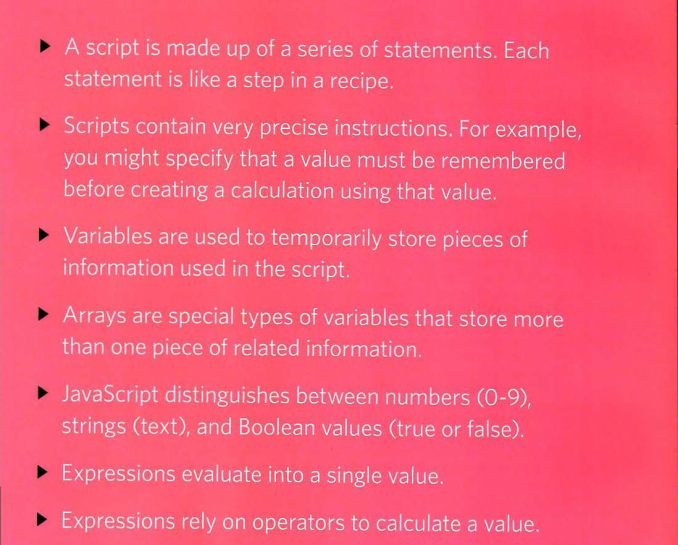 A script is made up of a series of statements. Each
statement is like a step in a recipe.
Scripts contain very precise instructions. For example,
you might specify that a value must be remembered
before creating a calculation using that value.
Variables are used to temporarily store pieces of
information used in the script.
Arrays are special types of variables that store more
than one piece of related information.
JavaScript distinguishes between numbers (0-9),
strings (text), and Boolean values (true or false).
Expressions evaluate into a single value.
Expressions rely on operators to calculate a value.